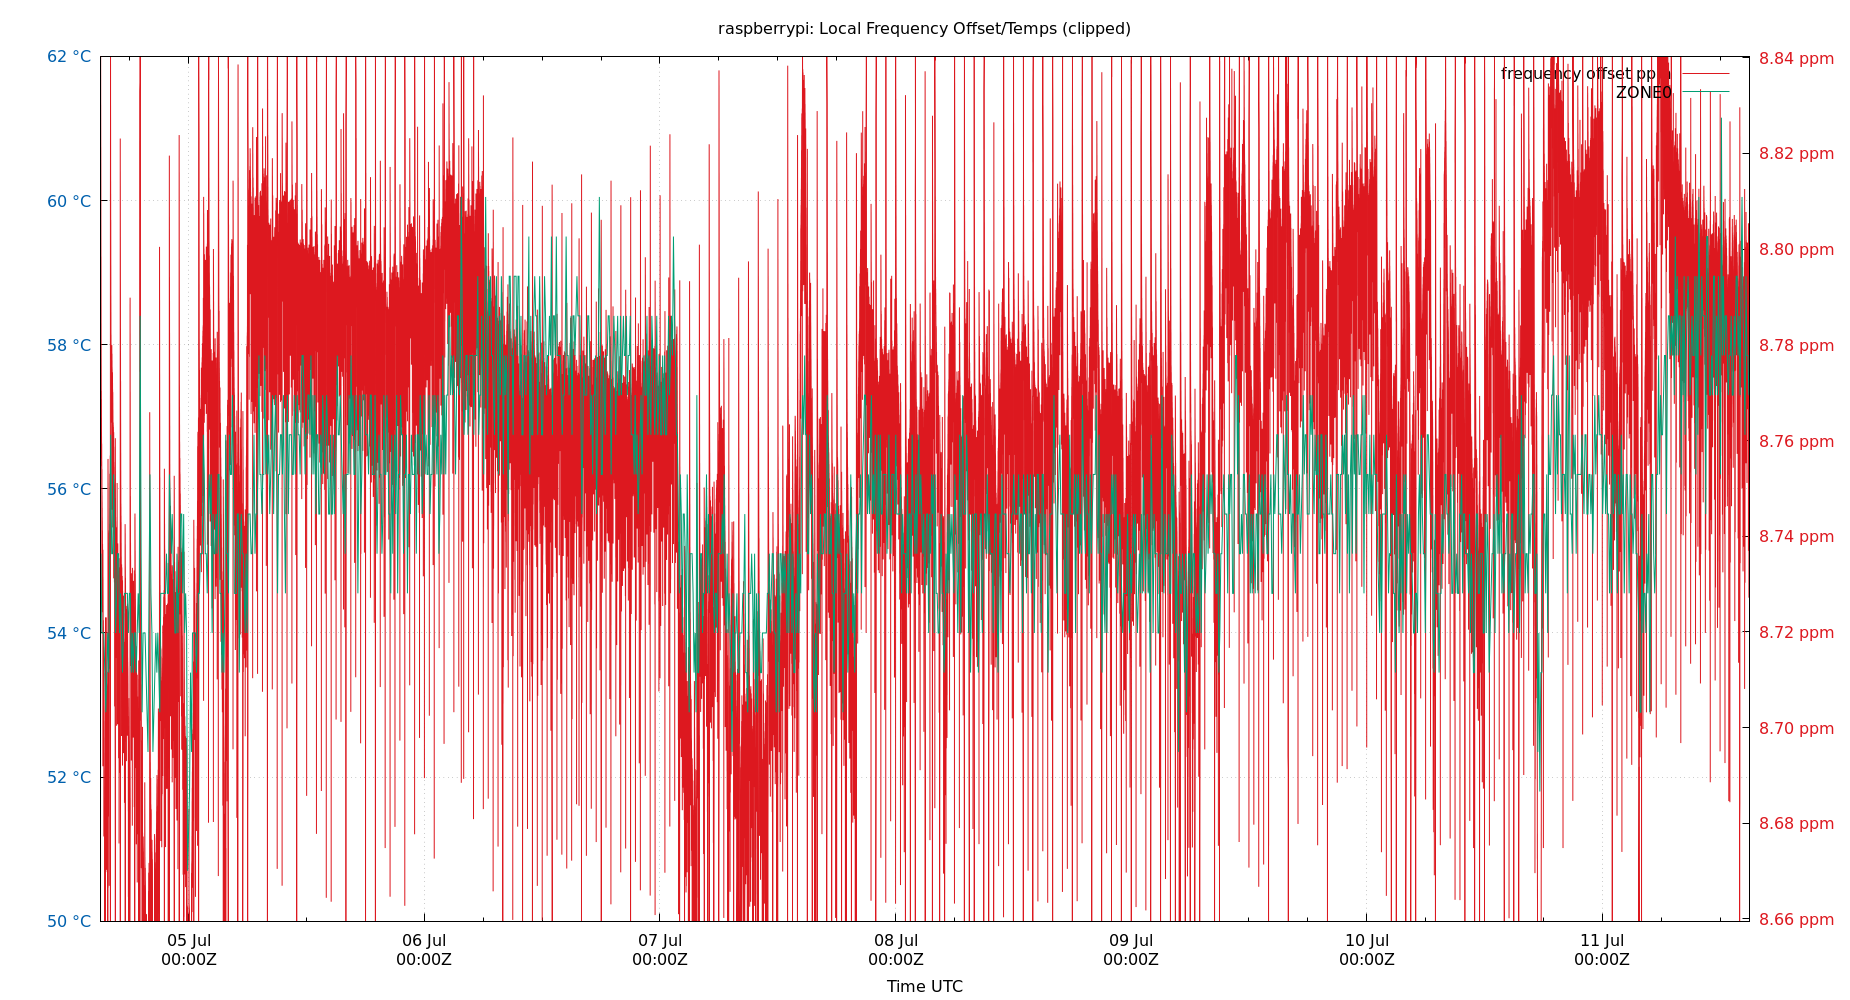 raspberrypi: Local Frequency Offset/Temps (clipped)
62 °C
60 °C
58 °C
56 °C
54 °C
52 °C
50 °C
8.84 ppm
8.82 ppm
8.80 ppm
8.78 ppm
8.76 ppm
8.74 ppm
8.72 ppm
8.70 ppm
8.68 ppm
8.66 ppm
frequency offset ppm
ZONE0
05 Jul 06 Jul 07 Jul 08 Jul 09 Jul 10 Jul 11 Jul
00:00Z 00:00Z 00:00Z 00:00Z 00:00Z 00:00Z 00:00Z
Time UTC